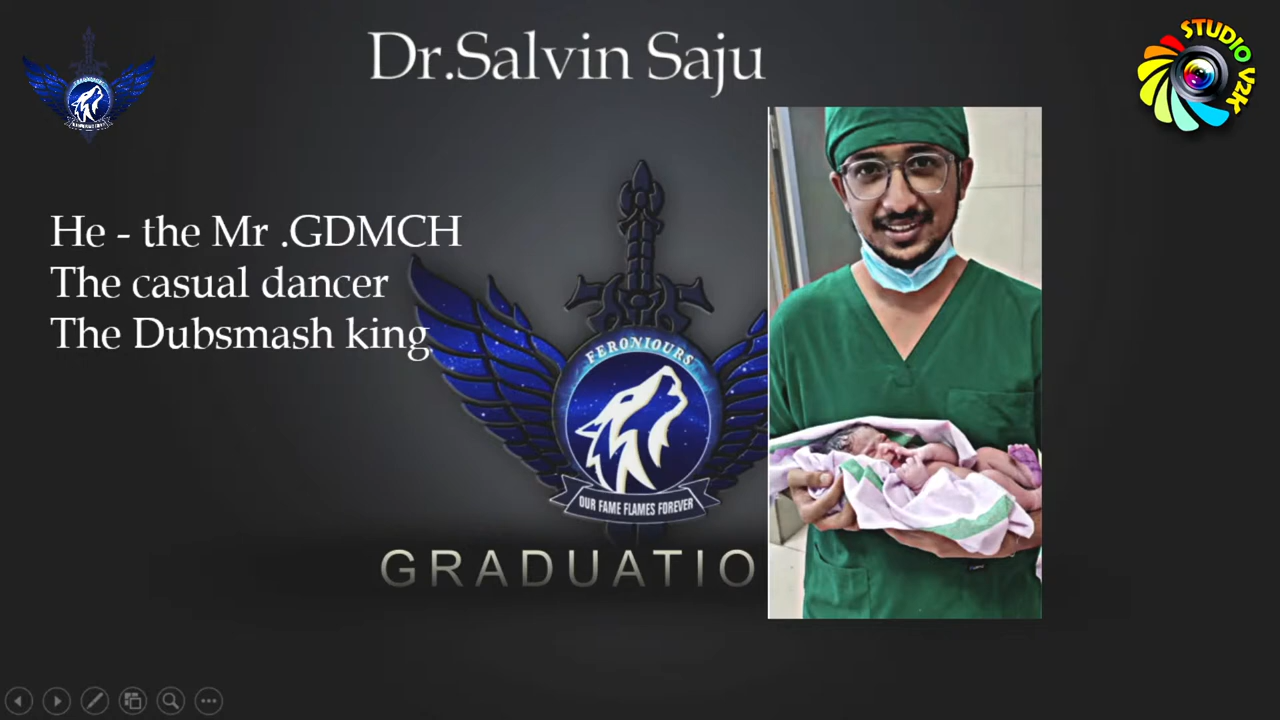 Dr.Salvin Saju
STUDIO V2K
He - the Mr .GDMCH
The casual dancer
The Dubsmash king
FERONIOURS
OUR FAME FLAMES FOREVER
GRADUATIO